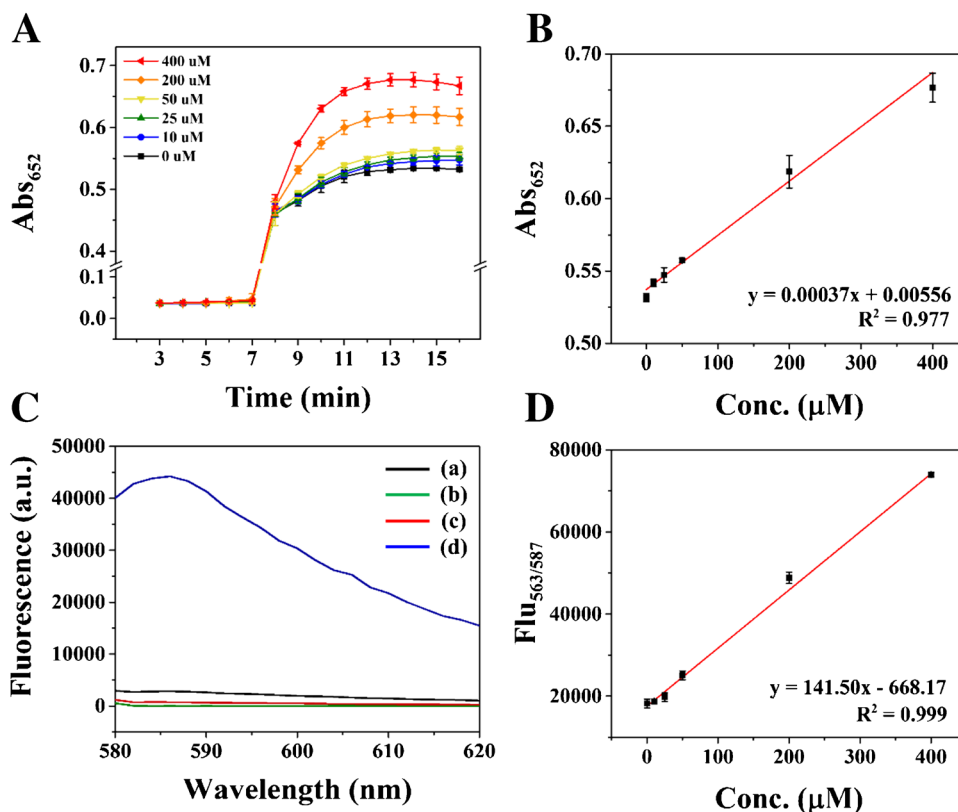 A
Abs652
0.7
0.6
0.5
0.4
0.1
0.0
400 uM
200 uM
50 uM
25 uM
10 uM
0 uM
3 5 7 9 11 13 15
Time (min)
B
Abs652
0.70
0.65
0.60
0.55
0.50
y = 0.00037x + 0.00556
R² = 0.977
0 100 200 300 400
Conc. (μM)
C
Fluorescence (a.u.)
50000
40000
30000
20000
10000
0
(a)
(b)
(c)
(d)
580 590 600 610 620
Wavelength (nm)
D
Flu563/587
80000
60000
40000
20000
y = 141.50x - 668.17
R² = 0.999
0 100 200 300 400
Conc. (μM)